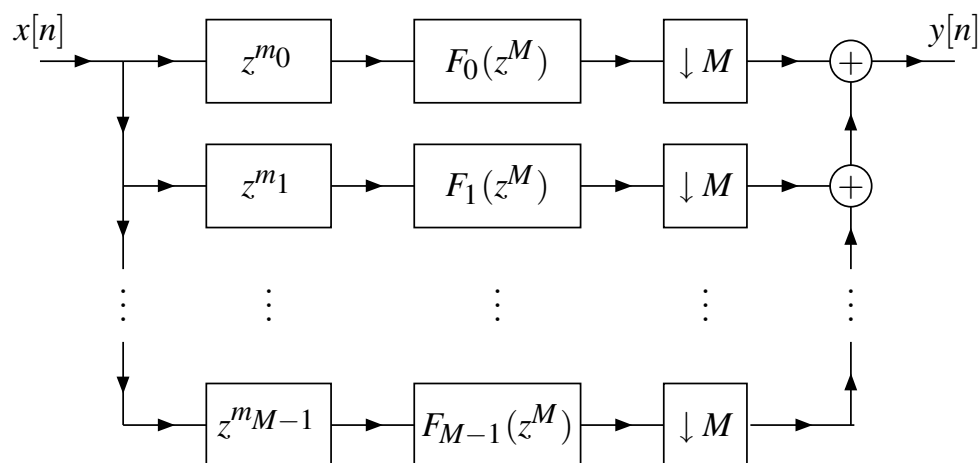 x[n] y[n]
z^{m_0} F_0(z^M) ↓ M +
z^{m_1} F_1(z^M) ↓ M +
⋮ ⋮ ⋮ ⋮ ⋮
z^{m_{M−1}} F_{M−1}(z^M) ↓ M